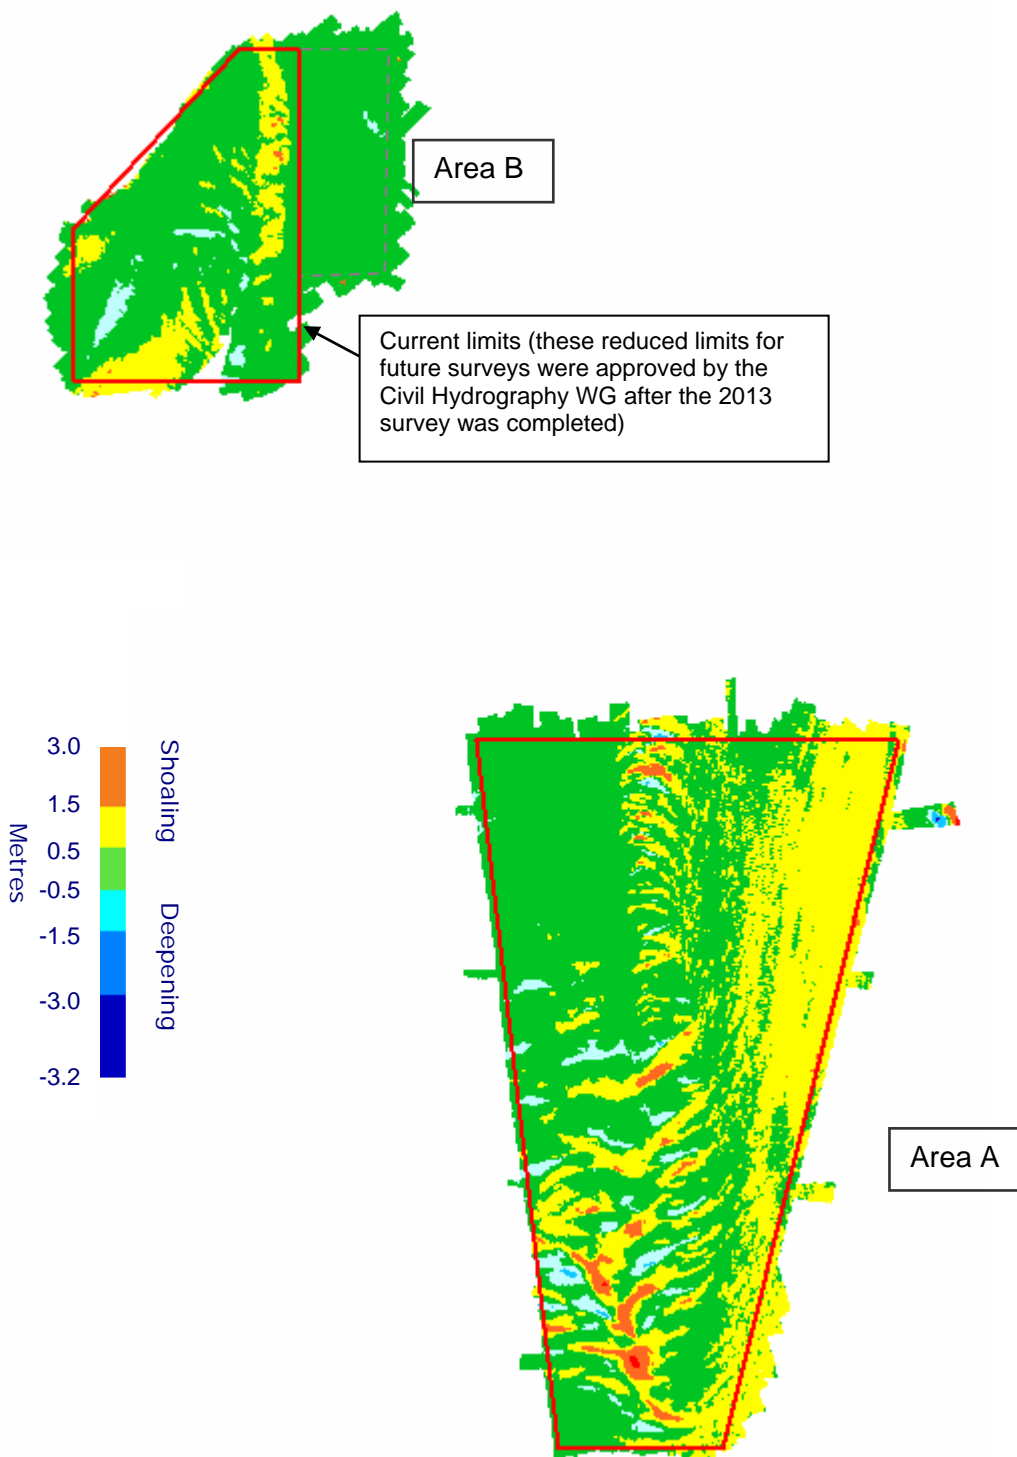 Area B
Current limits (these reduced limits for
future surveys were approved by the
Civil Hydrography WG after the 2013
survey was completed)
3.0
1.5
0.5
-0.5
-1.5
-3.0
-3.2
Metres
Shoaling
Deepening
Area A